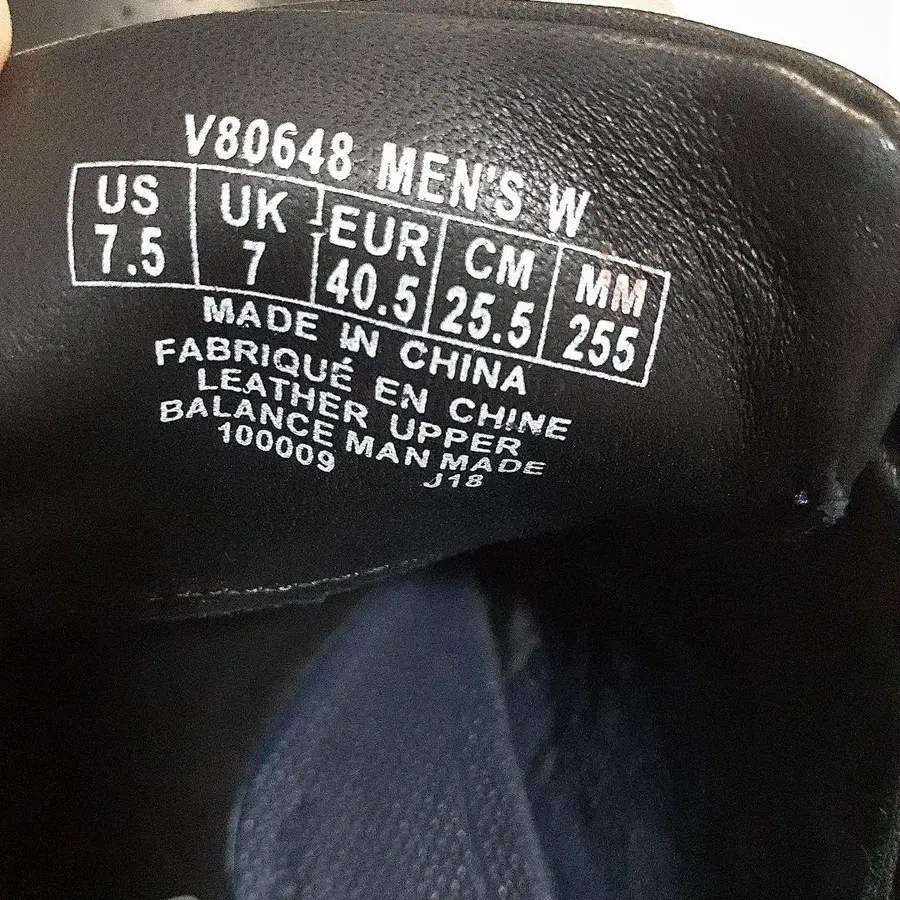 V80648 MEN'S W
US UK EUR CM MM
7.5 7 40.5 25.5 255
MADE IN CHINA
FABRIQUÉ EN CHINE
LEATHER UPPER
BALANCE MAN MADE
100009 J18